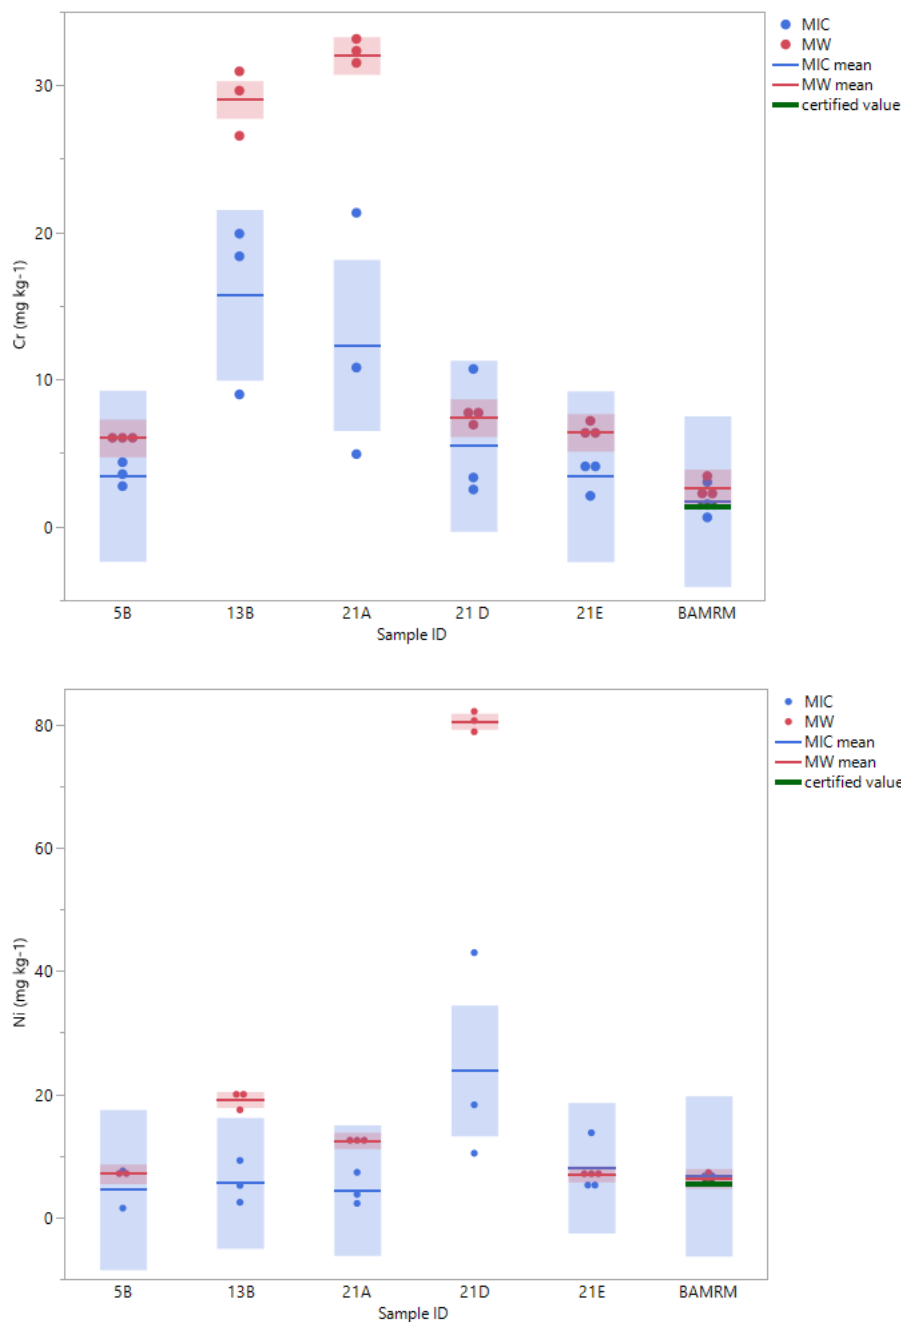 MIC
MW
MIC mean
MW mean
certified value
30
20
10
0
Cr (mg kg-1)
5B 13B 21A 21 D 21E BAMRM
Sample ID
MIC
MW
MIC mean
MW mean
certified value
80
60
40
20
0
Ni (mg kg-1)
5B 13B 21A 21D 21E BAMRM
Sample ID